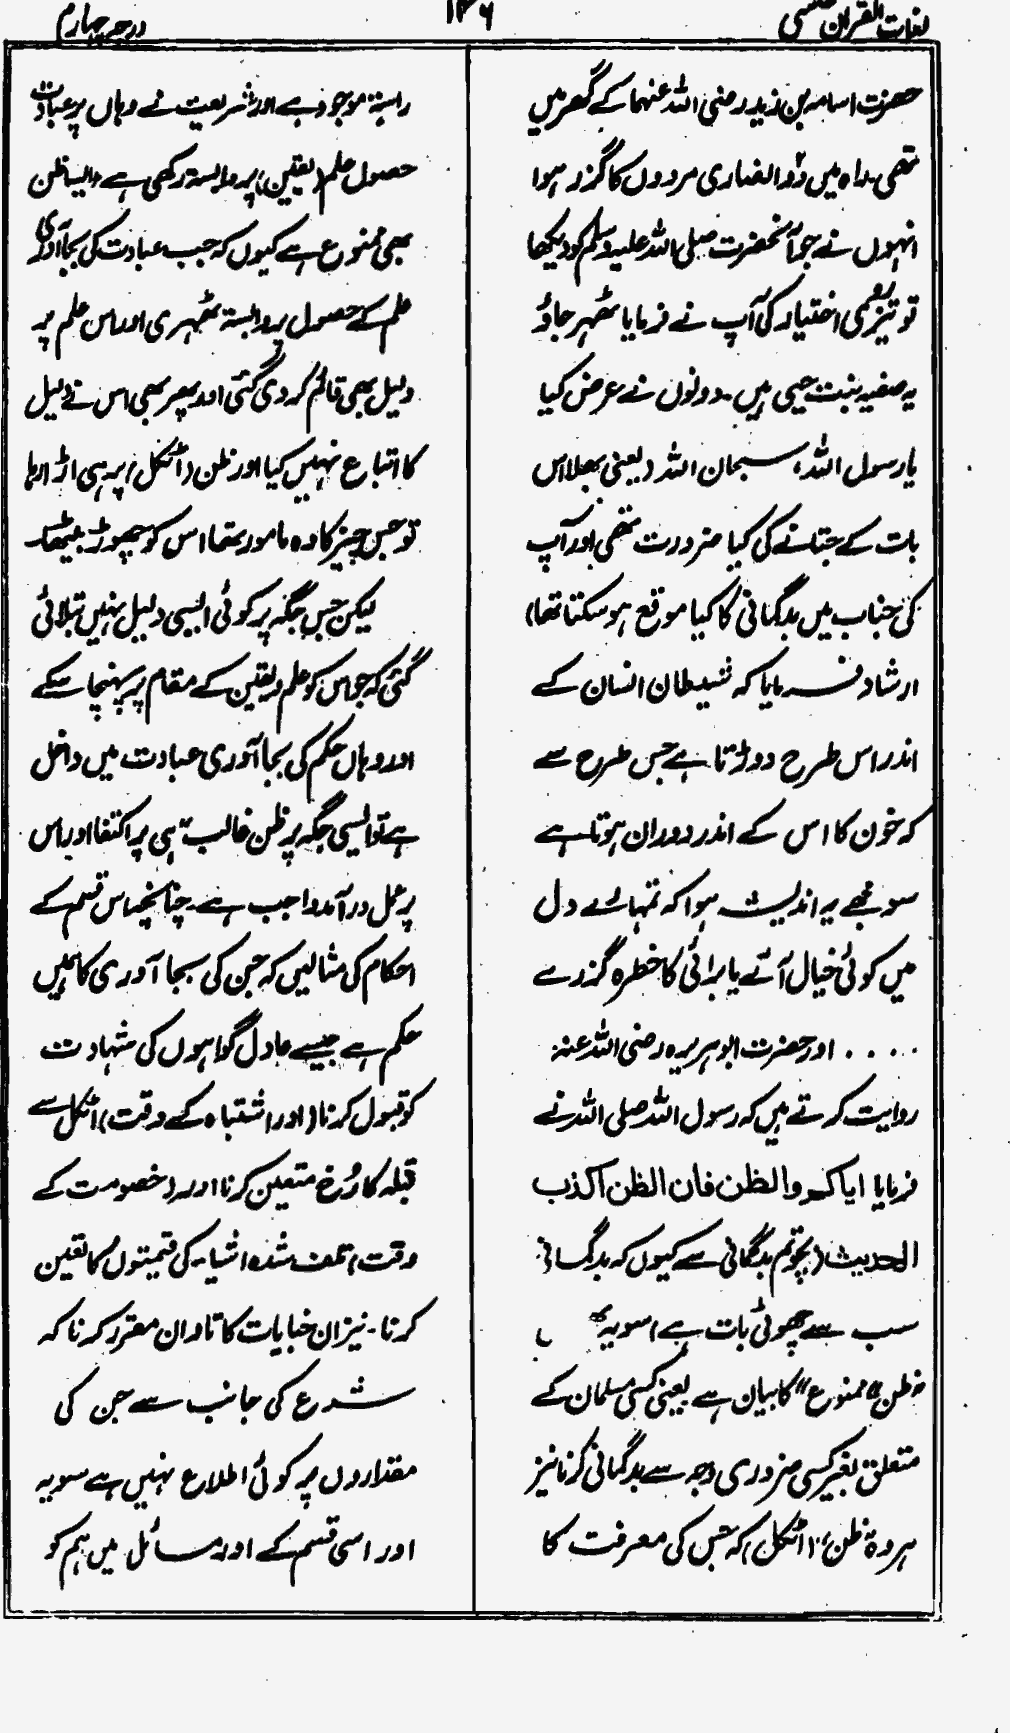 لغات القرآن
۱۳۶
درجہ چہارم
حضرت اسامہ بن زید رضی اللہ عنہما کے گھر میں
تھی۔ راہ میں دو انصاری مردوں کا گزر ہوا
انہوں نے جو آنحضرت صلی اللہ علیہ وسلم کو دیکھا
تو تیزروی اختیار کی آپ نے فرمایا ٹھہر جاؤ
یہ صفیہ بنت حیی ہیں۔ دونوں نے عرض کیا
یا رسول اللہ، سبحان اللہ (یعنی بھلا اس
بات کے جتانے کی کیا ضرورت تھی اور آپ
کی جناب میں بدگمانی کا کیا موقع ہو سکتا تھا)
ارشاد فرمایا کہ شیطان انسان کے
اندر اس طرح دوڑتا ہے جس طرح سے
کہ خون کا اس کے اندر دوران ہوتا ہے
سو مجھے یہ اندیشہ ہوا کہ تمہارے دل
میں کوئی خیال آئے یا برائی کا خطرہ گزرے
.... اور حضرت ابوہریرہ رضی اللہ عنہ
روایت کرتے ہیں کہ رسول اللہ صلی اللہ نے
فرمایا ایاکم والظن فان الظن اکذب
الحدیث (بچو تم بدگمانی سے کیوں کہ بدگمانی
سب سے جھوٹی بات ہے) سو یہ
"ظن ممنوع" کا بیان ہے یعنی کسی مسلمان کے
متعلق بغیر کسی ضروری وجہ سے بدگمانی کرنا نیز
ہر وہ ظن (اٹکل) کہ جس کی معرفت کا
راستہ موجود ہے اور شریعت نے وہاں پر عبادت
حصول علم (یقین) پر وابستہ رکھی ہے، ایسا ظن
بھی ممنوع ہے کیوں کہ جب عبادت کی بجا آوری
علم کے حصول پر وابستہ ٹھہری اور اس علم پر
دلیل بھی قائم کر دی گئی اور پھر بھی اس نے دلیل
کا اتباع نہیں کیا اور ظن (اٹکل) پر ہی اڑا رہا
تو جس چیز کا وہ مامور تھا اس کو چھوڑ بیٹھا۔
لیکن جس جگہ پر کوئی ایسی دلیل نہیں بتلائی
گئی کہ جو اس کو علم و یقین کے مقام پر پہنچا سکے
اور وہاں حکم کی بجا آوری عبادت میں داخل
ہے تو ایسی جگہ پر ظن غالب ہی پر اکتفا اور اس
پر عمل درآمد واجب ہے۔ چنانچہ اس قسم کے
احکام کی مثالیں کہ جن کی بجا آوری کا ہمیں
حکم ہے جیسے عادل گواہوں کی شہادت
کو قبول کرنا (اور اشتباہ کے وقت) اٹکل سے
قبلہ کا رُخ متعین کرنا اور (خصومت کے
وقت) تلف شدہ اشیاء کی قیمتوں کا تعین
کرنا۔ نیز ان جنایات کا تاوان مقرر کرنا کہ
شرع کی جانب سے جن کی
مقداروں پر کوئی اطلاع نہیں ہے سو یہ
اور اسی قسم کے اور مسائل میں ہم کو